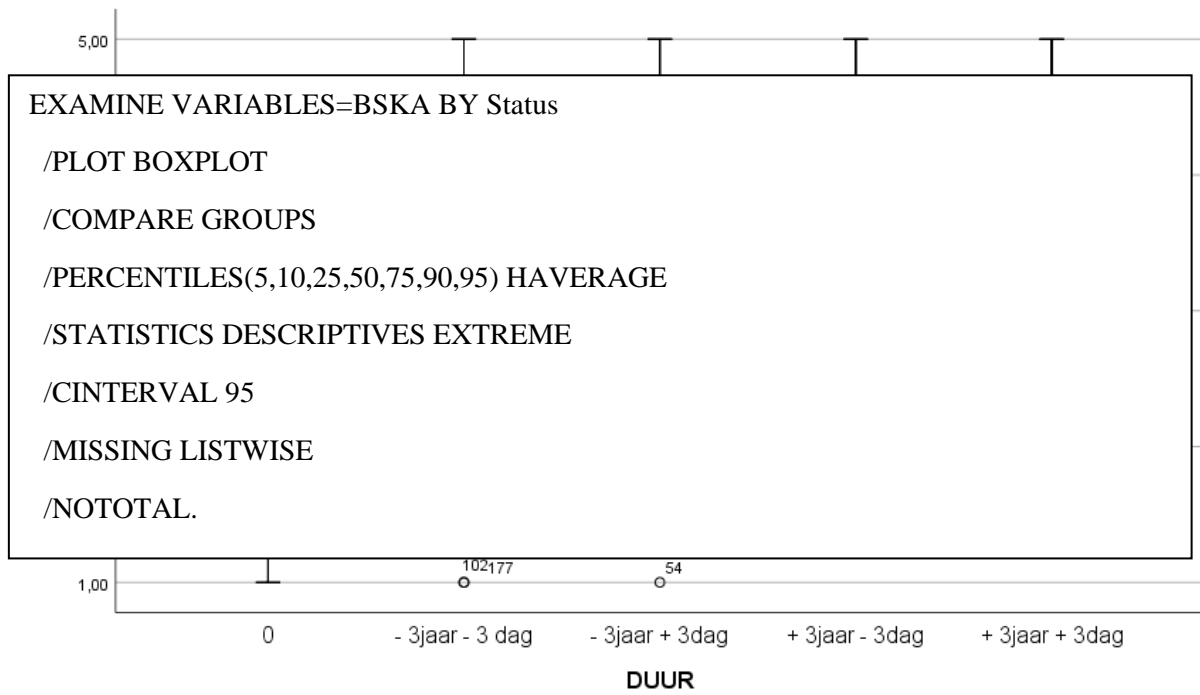 5,00
EXAMINE VARIABLES=BSKA BY Status
/PLOT BOXPLOT
/COMPARE GROUPS
/PERCENTILES(5,10,25,50,75,90,95) HAVERAGE
/STATISTICS DESCRIPTIVES EXTREME
/CINTERVAL 95
/MISSING LISTWISE
/NOTOTAL.
102 177 54
1,00
0 - 3jaar - 3 dag - 3jaar + 3dag + 3jaar - 3dag + 3jaar + 3dag
DUUR